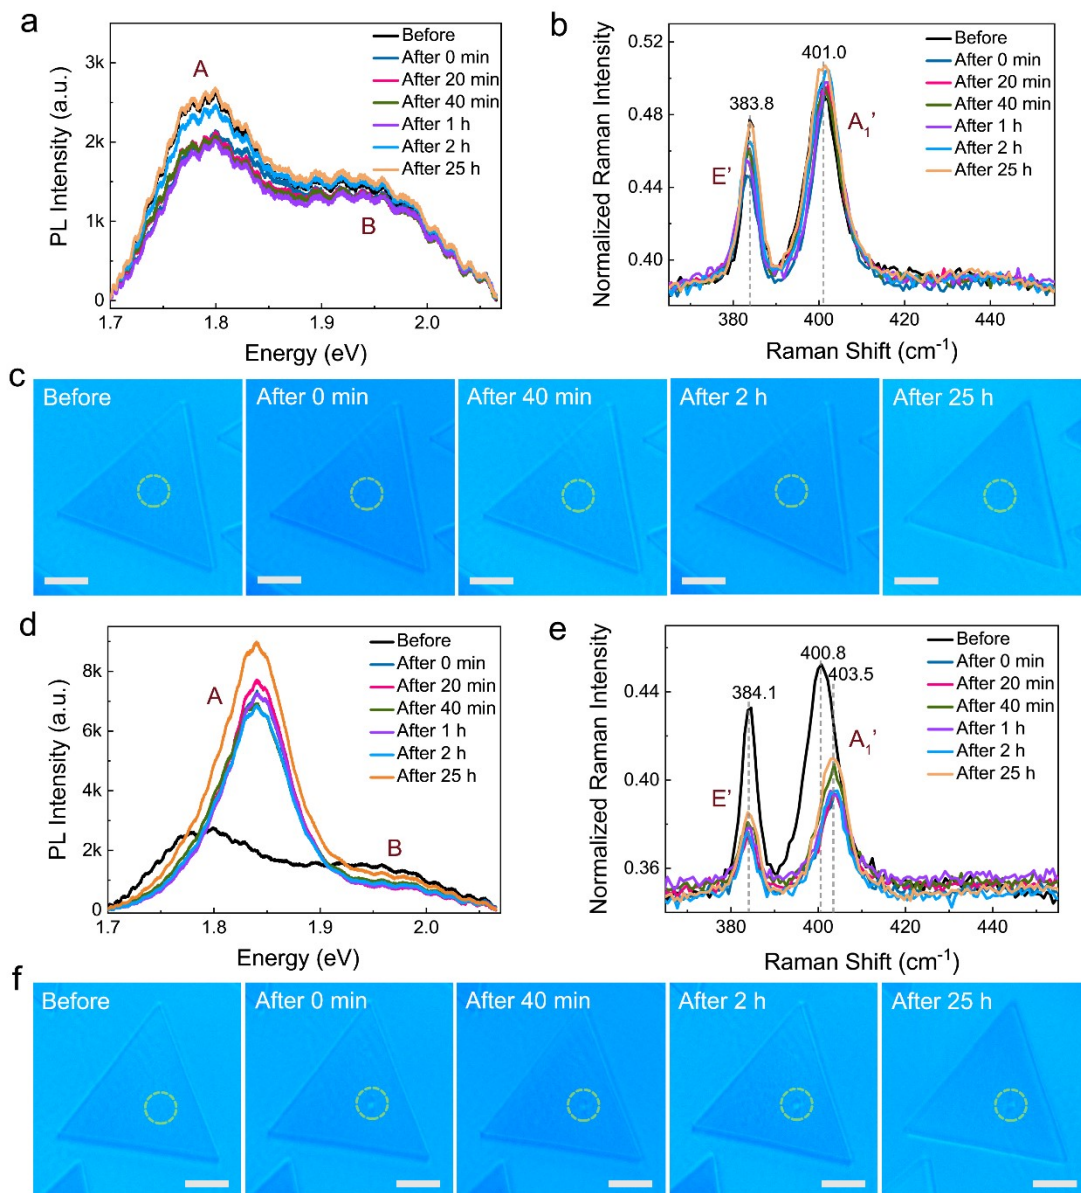 a
A
B
Before
After 0 min
After 20 min
After 40 min
After 1 h
After 2 h
After 25 h
3k
2k
1k
0
1.7
1.8
1.9
2.0
PL Intensity (a.u.)
Energy (eV)
b
401.0
383.8
E'
A₁'
Before
After 0 min
After 20 min
After 40 min
After 1 h
After 2 h
After 25 h
0.52
0.48
0.44
0.40
380
400
420
440
Normalized Raman Intensity
Raman Shift (cm⁻¹)
c
Before
After 0 min
After 40 min
After 2 h
After 25 h
d
A
B
Before
After 0 min
After 20 min
After 40 min
After 1 h
After 2 h
After 25 h
8k
6k
4k
2k
0
1.7
1.8
1.9
2.0
PL Intensity (a.u.)
Energy (eV)
e
400.8
403.5
384.1
E'
A₁'
Before
After 0 min
After 20 min
After 40 min
After 1 h
After 2 h
After 25 h
0.44
0.40
0.36
380
400
420
440
Normalized Raman Intensity
Raman Shift (cm⁻¹)
f
Before
After 0 min
After 40 min
After 2 h
After 25 h